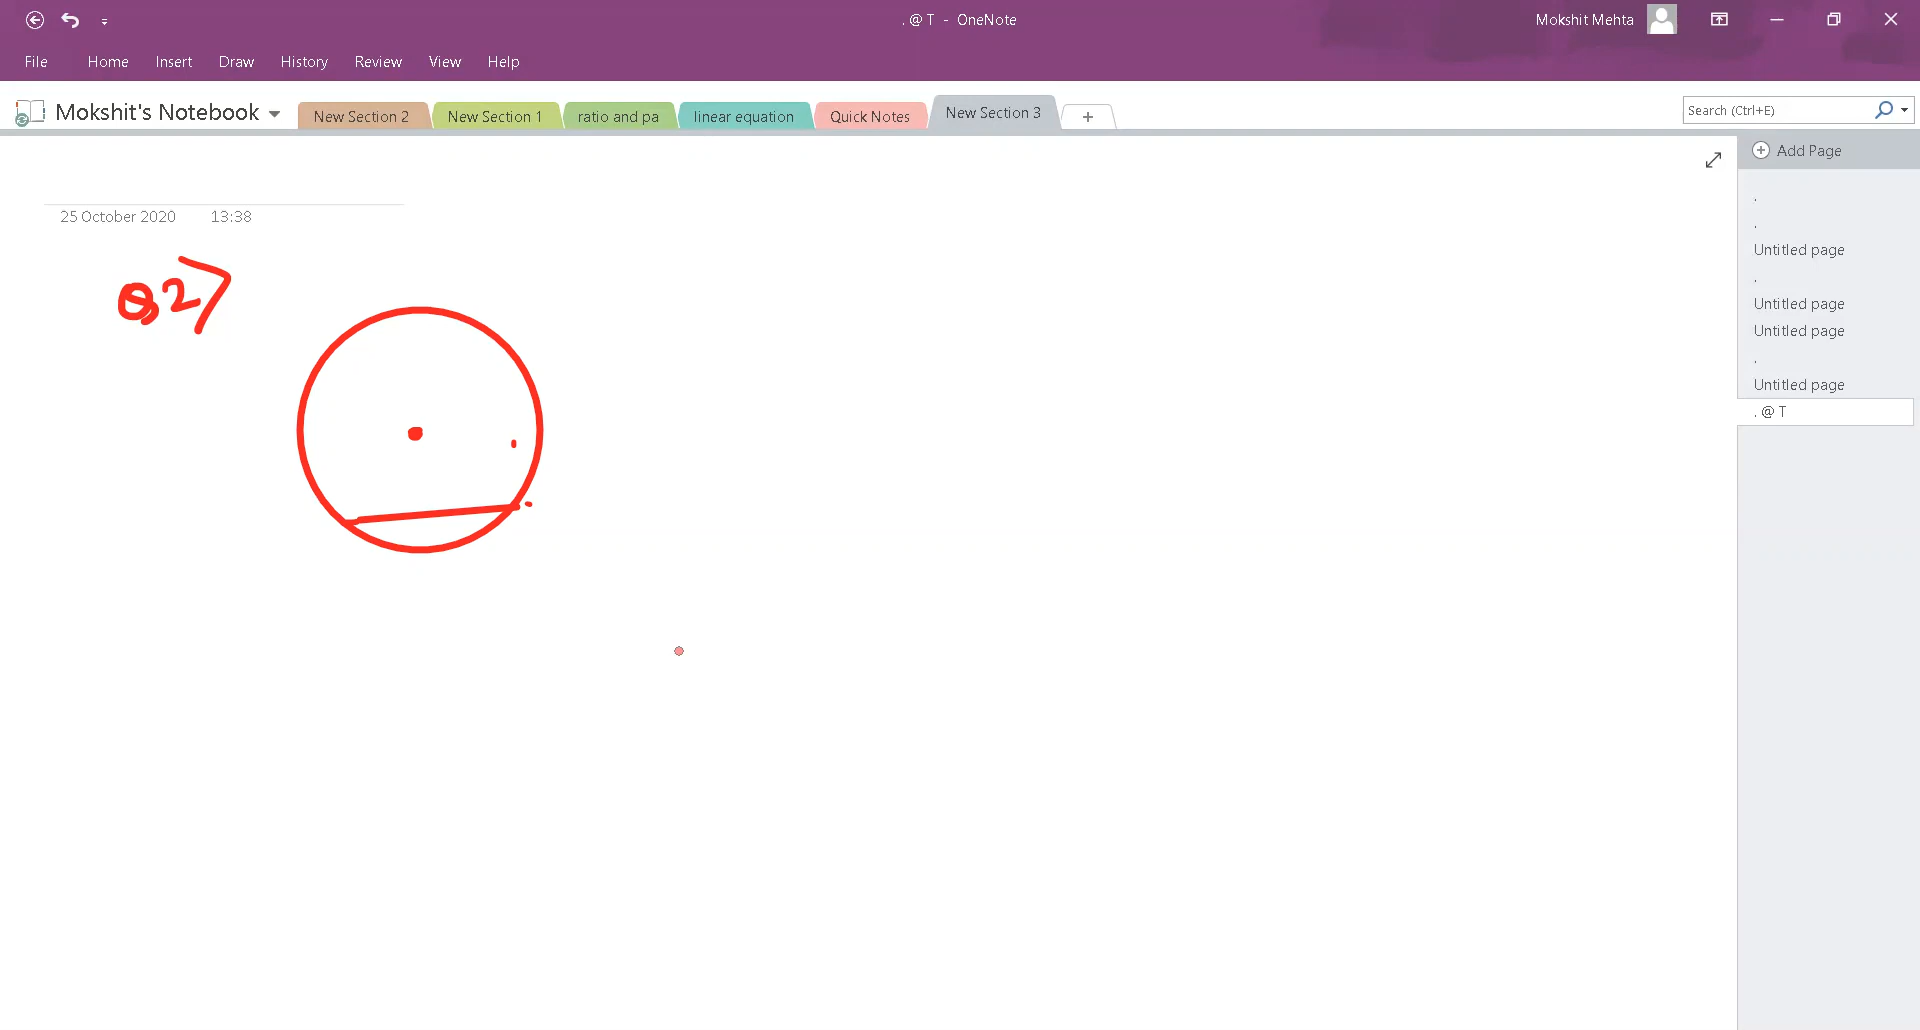 . @ T - OneNote
Mokshit Mehta
File Home Insert Draw History Review View Help
Mokshit's Notebook
New Section 2
New Section 1
ratio and pa
linear equation
Quick Notes
New Section 3
+
Search (Ctrl+E)
Add Page
25 October 2020 13:38
Q2>
.
.
Untitled page
.
Untitled page
Untitled page
.
Untitled page
. @ T